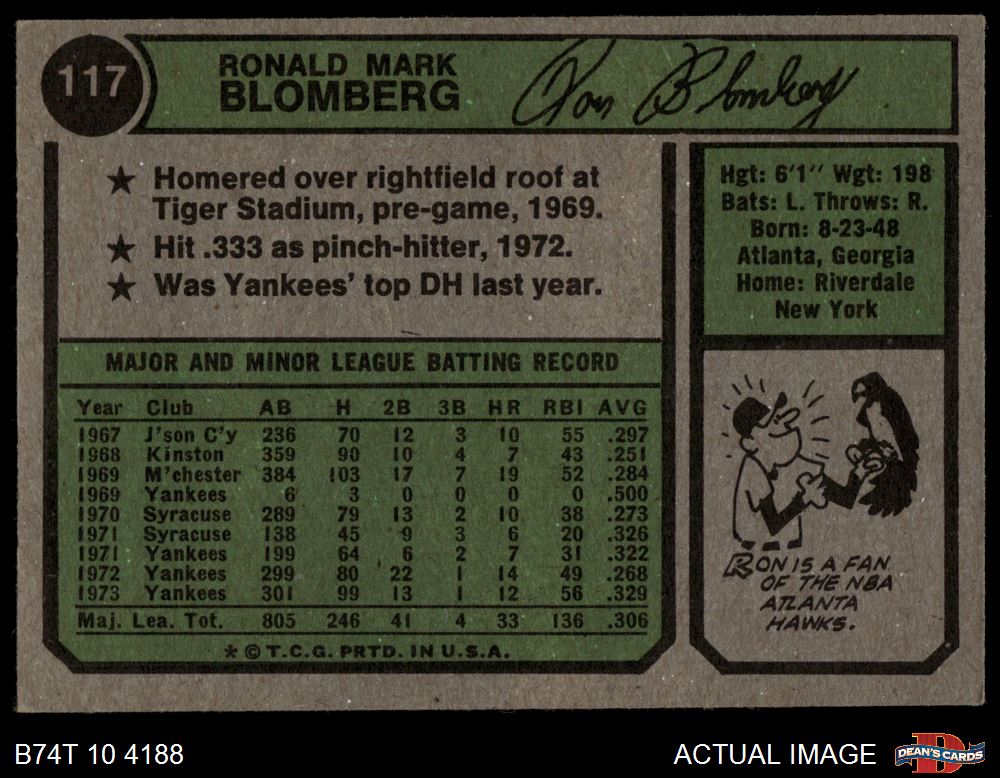 117
RONALD MARK
BLOMBERG
Ron Blomberg
★ Homered over rightfield roof at
Tiger Stadium, pre-game, 1969.
★ Hit .333 as pinch-hitter, 1972.
★ Was Yankees' top DH last year.
Hgt: 6'1'' Wgt: 198
Bats: L. Throws: R.
Born: 8-23-48
Atlanta, Georgia
Home: Riverdale
New York
MAJOR AND MINOR LEAGUE BATTING RECORD
Year Club AB H 2B 3B HR RBI AVG
1967 J'son C'y 236 70 12 3 10 55 .297
1968 Kinston 359 90 10 4 7 43 .251
1969 M'chester 384 103 17 7 19 52 .284
1969 Yankees 6 3 0 0 0 0 .500
1970 Syracuse 289 79 13 2 10 38 .273
1971 Syracuse 138 45 9 3 6 20 .326
1971 Yankees 199 64 6 2 7 31 .322
1972 Yankees 299 80 22 1 14 49 .268
1973 Yankees 301 99 13 1 12 56 .329
Maj. Lea. Tot. 805 246 41 4 33 136 .306
★ © T.C.G. PRTD. IN U.S.A.
RON IS A FAN
OF THE NBA
ATLANTA
HAWKS.
B74T 10 4188
ACTUAL IMAGE
DEAN'S CARDS